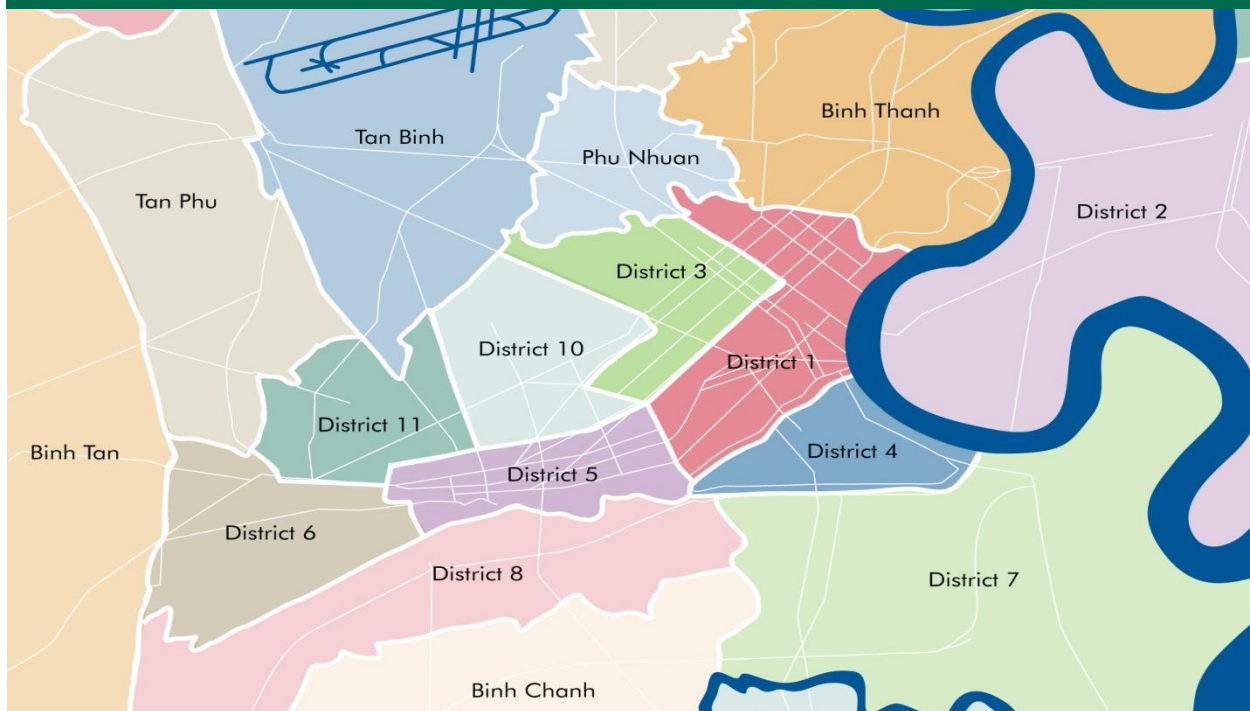 Binh Thanh
Tan Binh
Phu Nhuan
Tan Phu
District 2
District 3
District 10
District 1
District 11
Binh Tan
District 4
District 5
District 6
District 8
District 7
Binh Chanh